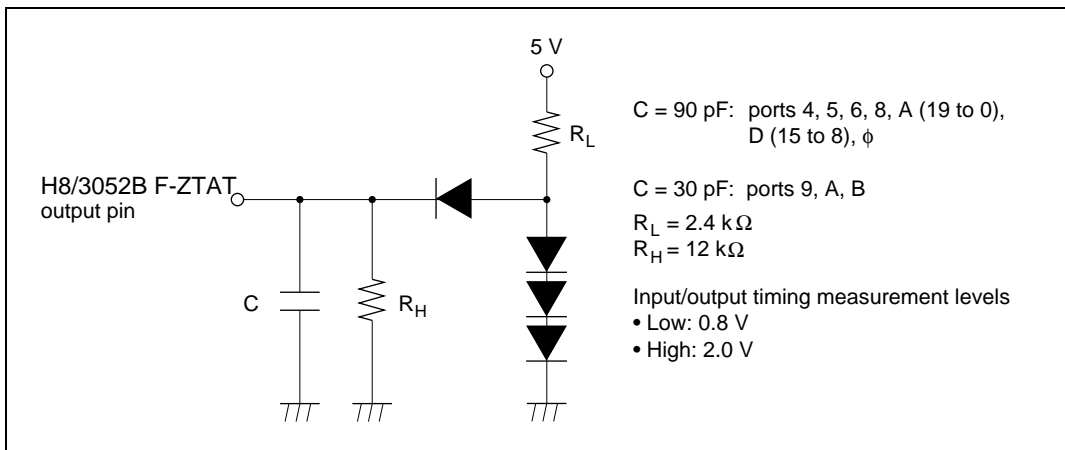 5 V
R_L
H8/3052B F-ZTAT
output pin
C
R_H
C = 90 pF: ports 4, 5, 6, 8, A (19 to 0),
D (15 to 8), ϕ
C = 30 pF: ports 9, A, B
R_L = 2.4 kΩ
R_H = 12 kΩ
Input/output timing measurement levels
• Low: 0.8 V
• High: 2.0 V